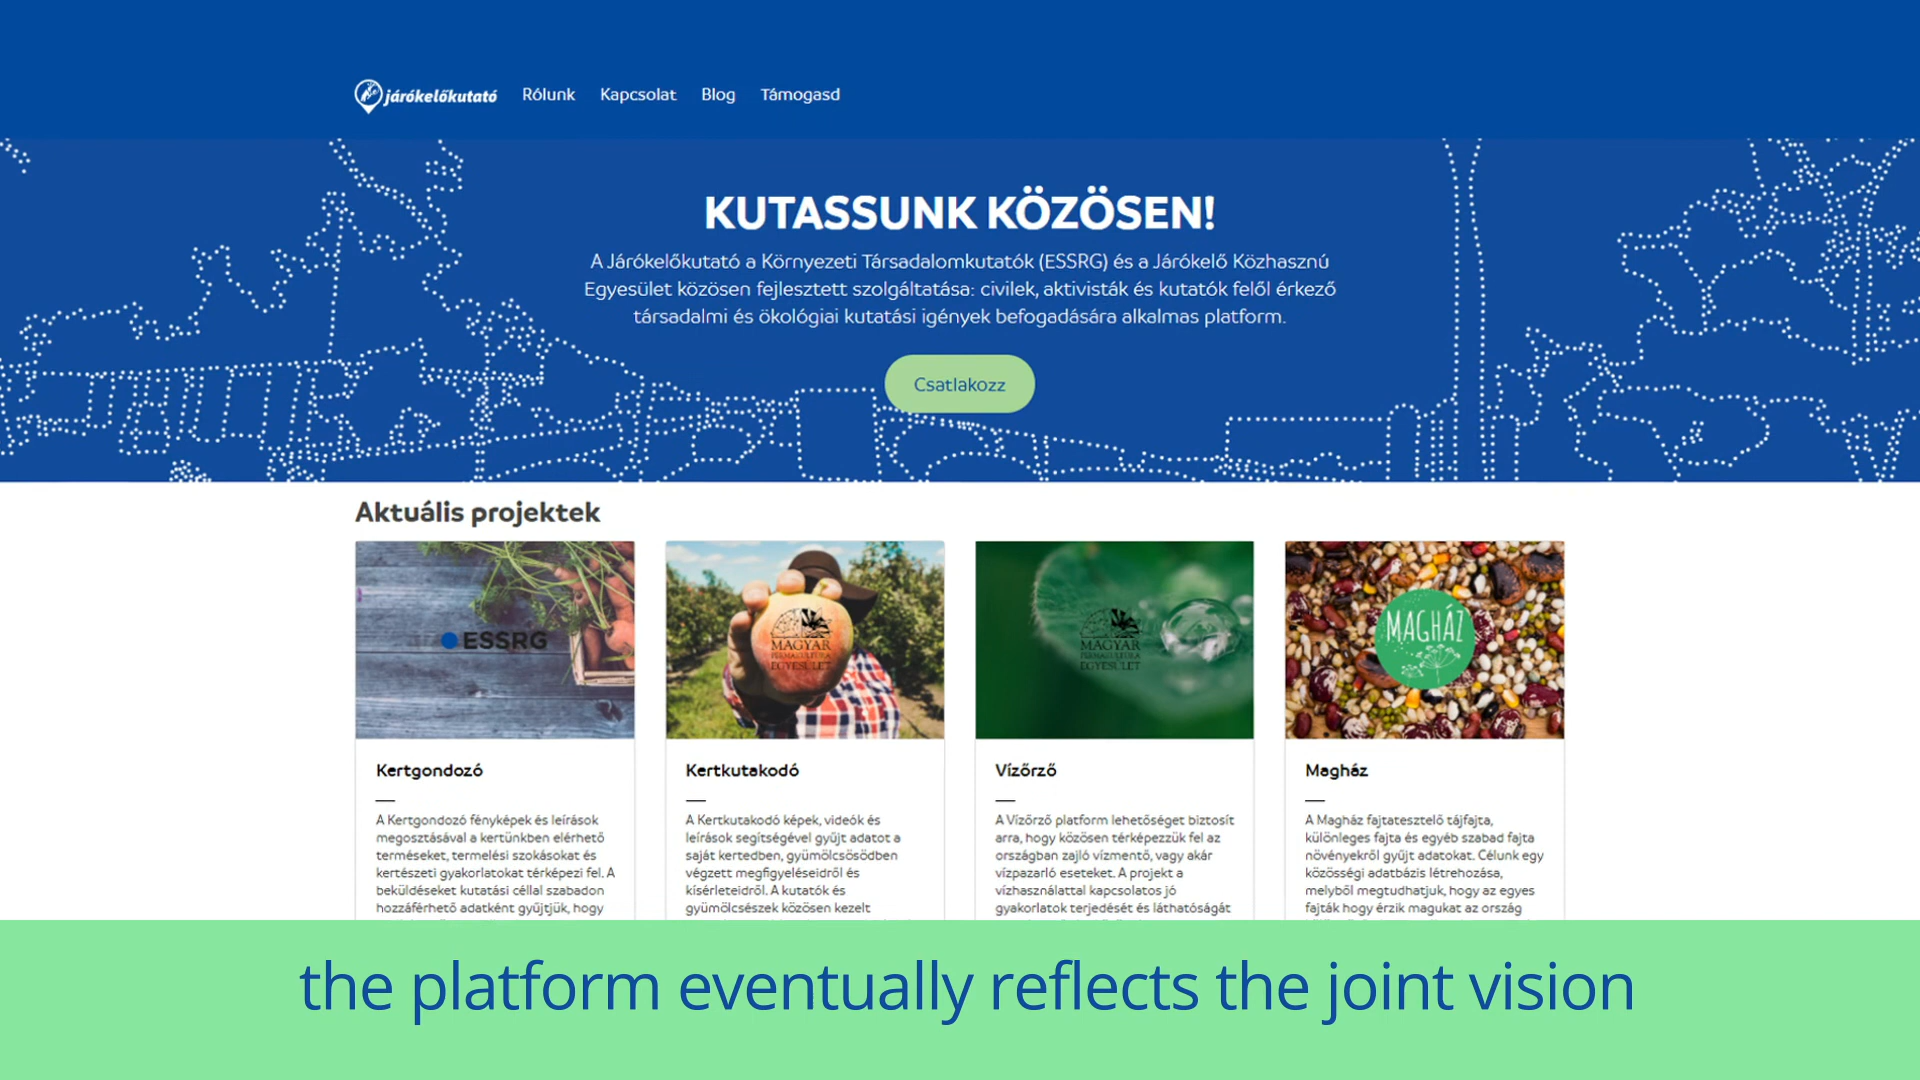 járókelőkutató Rólunk Kapcsolat Blog Támogasd
KUTASSUNK KÖZÖSEN!
A Járókelőkutató a Környezeti Társadalomkutatók (ESSRG) és a Járókelő Közhasznú
Egyesület közösen fejlesztett szolgáltatása: civilek, aktivisták és kutatók felől érkező
társadalmi és ökológiai kutatási igények befogadására alkalmas platform.
Csatlakozz
Aktuális projektek
ESSRG
Kertgondozó
A Kertgondozó fényképek és leírások
megosztásával a kertünkben elérhető
terméseket, termelési szokásokat és
kertészeti gyakorlatokat térképezi fel. A
beküldéseket kutatási céllal szabadon
hozzáférhető adatként gyűjtjük, hogy
MAGYAR
PERMAKULTÚRA
EGYESÜLET
Kertkutakodó
A Kertkutakodó képek, videók és
leírások segítségével gyűjt adatot a
saját kertedben, gyümölcsösödben
végzett megfigyeléseidről és
kísérleteidről. A kutatók és
gyümölcsészek közösen kezelt
MAGYAR
PERMAKULTÚRA
EGYESÜLET
Vízőrző
A Vízőrző platform lehetőséget biztosít
arra, hogy közösen térképezzük fel az
országban zajló vízmentő, vagy akár
vízpazarló eseteket. A projekt a
vízhasználattal kapcsolatos jó
gyakorlatok terjedését és láthatóságát
MAGHÁZ
Magház
A Magház fajtatesztelő tájfajta,
különleges fajta és egyéb szabad fajta
növényekről gyűjt adatokat. Célunk egy
közösségi adatbázis létrehozása,
melyből megtudhatjuk, hogy az egyes
fajták hogy érzik magukat az ország
the platform eventually reflects the joint vision